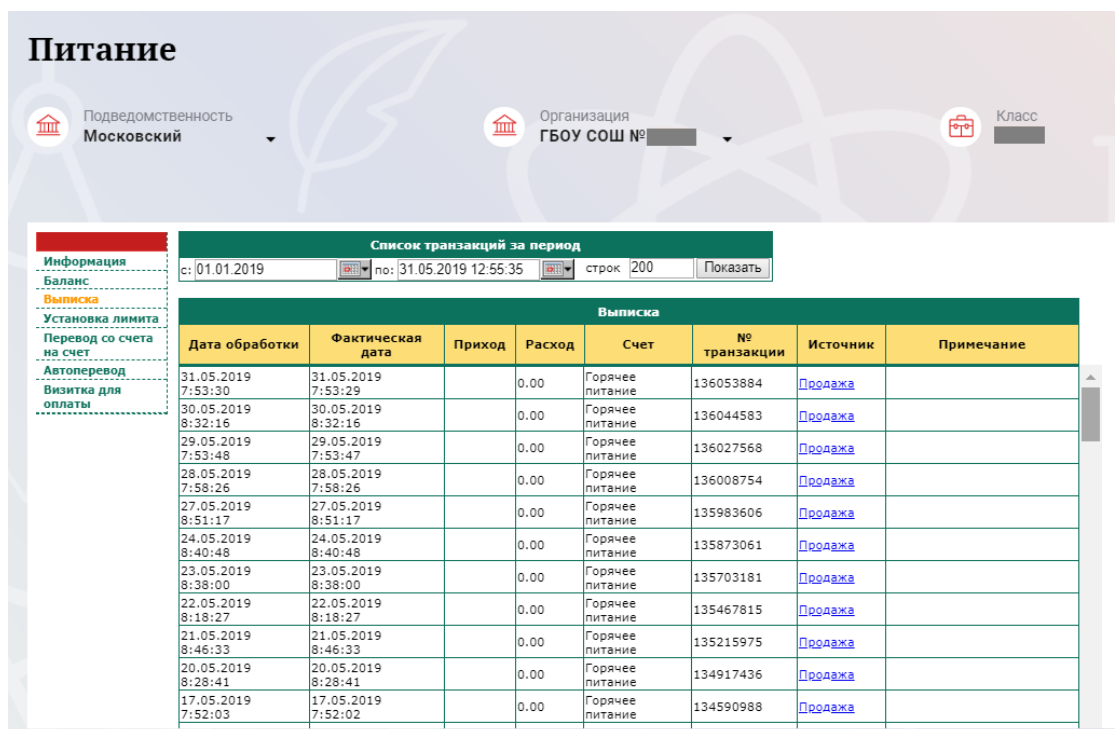 Питание
Подведомственность
Московский
Организация
ГБОУ СОШ №
Класс
Информация
Баланс
Выписка
Установка лимита
Перевод со счета
на счет
Автоперевод
Визитка для
оплаты
Список транзакций за период
с: 01.01.2019 по: 31.05.2019 12:55:35 строк 200 Показать
Выписка
Дата обработки Фактическая дата Приход Расход Счет № транзакции Источник Примечание
31.05.2019 7:53:30 31.05.2019 7:53:29 0.00 Горячее питание 136053884 Продажа
30.05.2019 8:32:16 30.05.2019 8:32:16 0.00 Горячее питание 136044583 Продажа
29.05.2019 7:53:48 29.05.2019 7:53:47 0.00 Горячее питание 136027568 Продажа
28.05.2019 7:58:26 28.05.2019 7:58:26 0.00 Горячее питание 136008754 Продажа
27.05.2019 8:51:17 27.05.2019 8:51:17 0.00 Горячее питание 135983606 Продажа
24.05.2019 8:40:48 24.05.2019 8:40:48 0.00 Горячее питание 135873061 Продажа
23.05.2019 8:38:00 23.05.2019 8:38:00 0.00 Горячее питание 135703181 Продажа
22.05.2019 8:18:27 22.05.2019 8:18:27 0.00 Горячее питание 135467815 Продажа
21.05.2019 8:46:33 21.05.2019 8:46:33 0.00 Горячее питание 135215975 Продажа
20.05.2019 8:28:41 20.05.2019 8:28:41 0.00 Горячее питание 134917436 Продажа
17.05.2019 7:52:03 17.05.2019 7:52:02 0.00 Горячее питание 134590988 Продажа